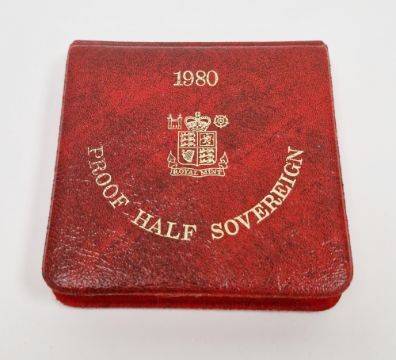 1980
ROYAL MINT
PROOF HALF SOVEREIGN